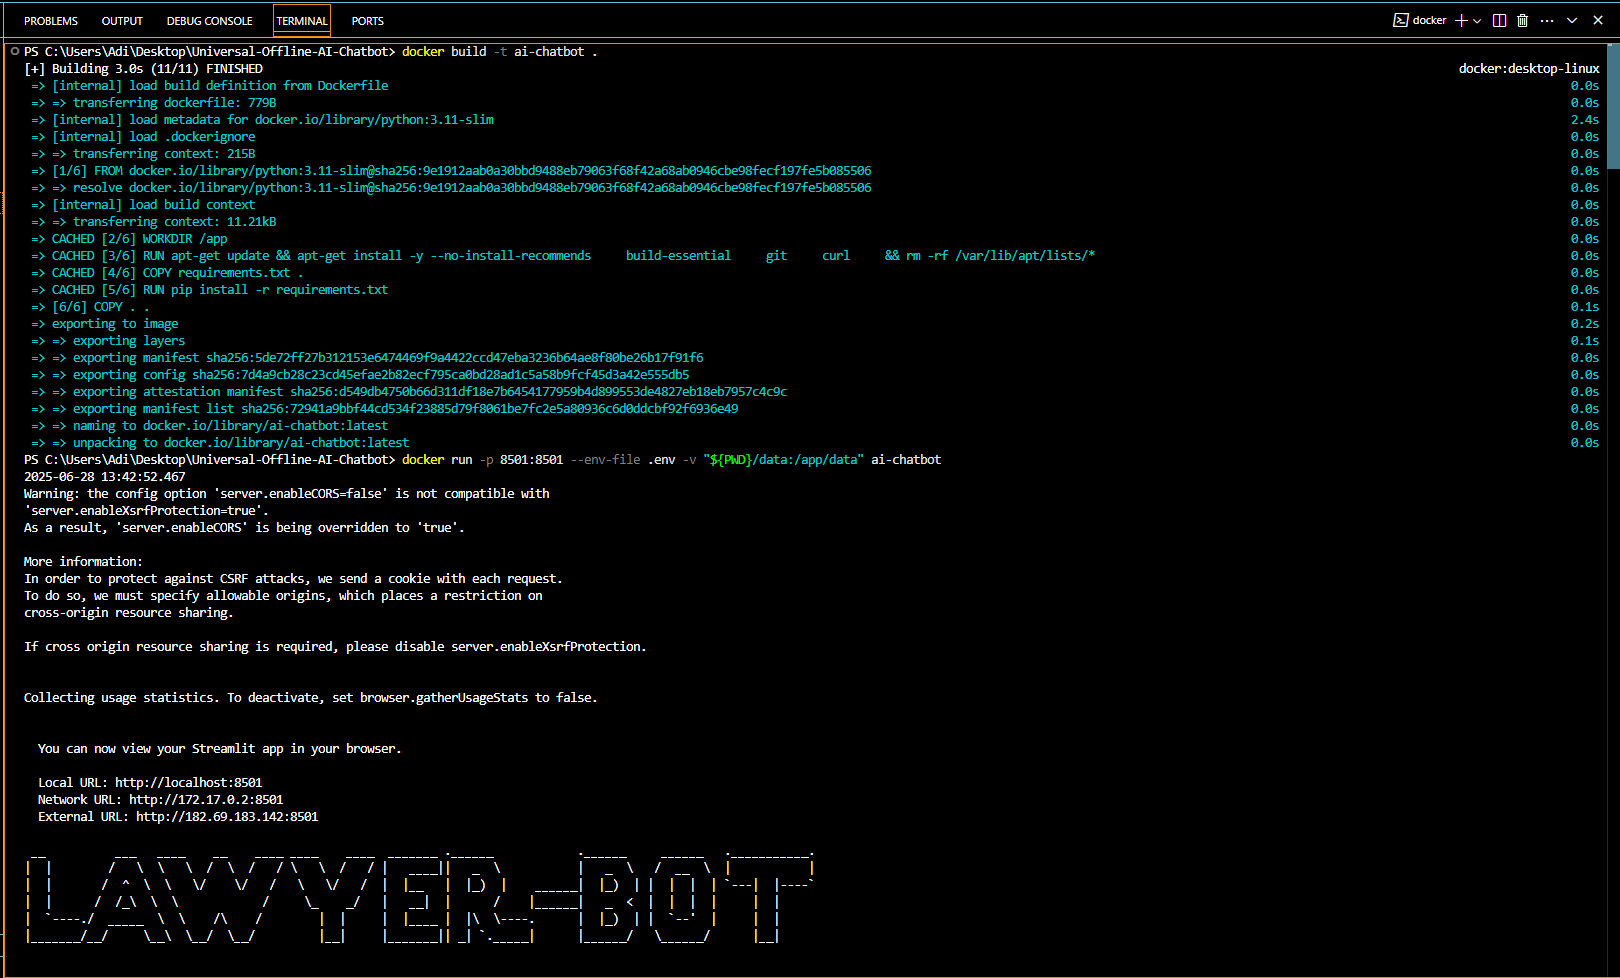 PROBLEMS OUTPUT DEBUG CONSOLE TERMINAL PORTS docker
PS C:\Users\Adi\Desktop\Universal-Offline-AI-Chatbot> docker build -t ai-chatbot .
[+] Building 3.0s (11/11) FINISHED docker:desktop-linux
=> [internal] load build definition from Dockerfile 0.0s
=> => transferring dockerfile: 779B 0.0s
=> [internal] load metadata for docker.io/library/python:3.11-slim 2.4s
=> [internal] load .dockerignore 0.0s
=> => transferring context: 215B 0.0s
=> [1/6] FROM docker.io/library/python:3.11-slim@sha256:9e1912aab0a30bbd9488eb79063f68f42a68ab0946cbe98fecf197fe5b085506 0.0s
=> => resolve docker.io/library/python:3.11-slim@sha256:9e1912aab0a30bbd9488eb79063f68f42a68ab0946cbe98fecf197fe5b085506 0.0s
=> [internal] load build context 0.0s
=> => transferring context: 11.21kB 0.0s
=> CACHED [2/6] WORKDIR /app 0.0s
=> CACHED [3/6] RUN apt-get update && apt-get install -y --no-install-recommends build-essential git curl && rm -rf /var/lib/apt/lists/* 0.0s
=> CACHED [4/6] COPY requirements.txt . 0.0s
=> CACHED [5/6] RUN pip install -r requirements.txt 0.0s
=> [6/6] COPY . . 0.1s
=> exporting to image 0.2s
=> => exporting layers 0.1s
=> => exporting manifest sha256:5de72ff27b312153e6474469f9a4422ccd47eba3236b64ae8f80be26b17f91f6 0.0s
=> => exporting config sha256:7d4a9cb28c23cd45efae2b82ecf795ca0bd28ad1c5a58b9fcf45d3a42e555db5 0.0s
=> => exporting attestation manifest sha256:d549db4750b66d311df18e7b6454177959b4d899553de4827eb18eb7957c4c9c 0.0s
=> => exporting manifest list sha256:72941a9bbf44cd534f23885d79f8061be7fc2e5a80936c6d0ddcbf92f6936e49 0.0s
=> => naming to docker.io/library/ai-chatbot:latest 0.0s
=> => unpacking to docker.io/library/ai-chatbot:latest 0.0s
PS C:\Users\Adi\Desktop\Universal-Offline-AI-Chatbot> docker run -p 8501:8501 --env-file .env -v "${PWD}/data:/app/data" ai-chatbot
2025-06-28 13:42:52.467
Warning: the config option 'server.enableCORS=false' is not compatible with
'server.enableXsrfProtection=true'.
As a result, 'server.enableCORS' is being overridden to 'true'.
More information:
In order to protect against CSRF attacks, we send a cookie with each request.
To do so, we must specify allowable origins, which places a restriction on
cross-origin resource sharing.
If cross origin resource sharing is required, please disable server.enableXsrfProtection.
Collecting usage statistics. To deactivate, set browser.gatherUsageStats to false.
You can now view your Streamlit app in your browser.
Local URL: http://localhost:8501
Network URL: http://172.17.0.2:8501
External URL: http://182.69.183.142:8501
LAWYER-BOT